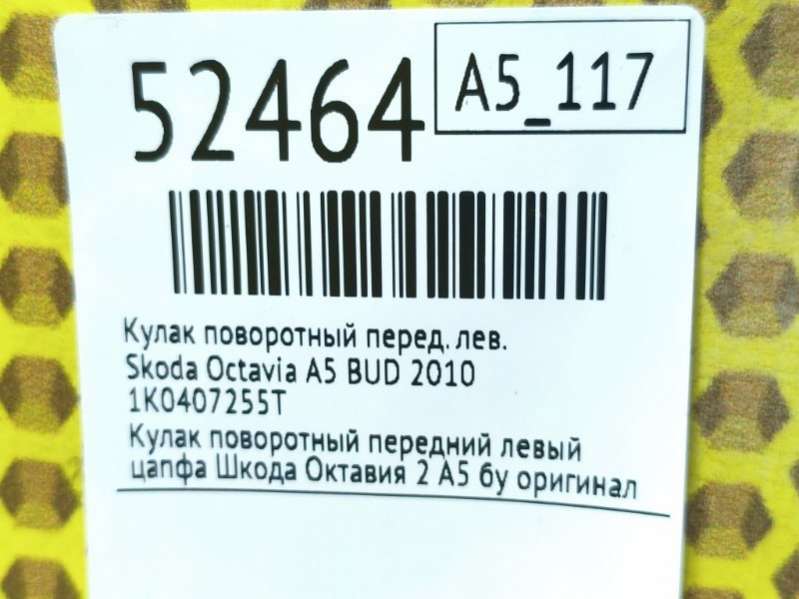 52464
A5_117
Кулак поворотный перед. лев.
Skoda Octavia A5 BUD 2010
1K0407255T
Кулак поворотный передний левый
цапфа Шкода Октавия 2 А5 бу оригинал